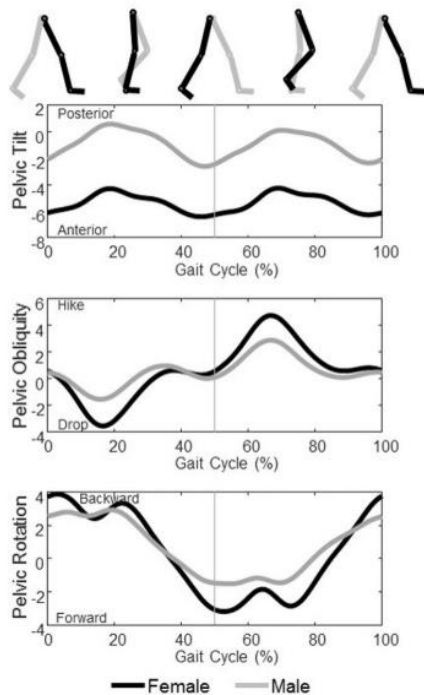 2
Posterior
0
-2
-4
-6
Anterior
-8
0 20 40 60 80 100
Pelvic Tilt
Gait Cycle (%)
6
Hike
4
2
0
-2
Drop
-4
0 20 40 60 80 100
Pelvic Obliquity
Gait Cycle (%)
4
Backward
2
0
-2
Forward
-4
0 20 40 60 80 100
Pelvic Rotation
Gait Cycle (%)
Female Male